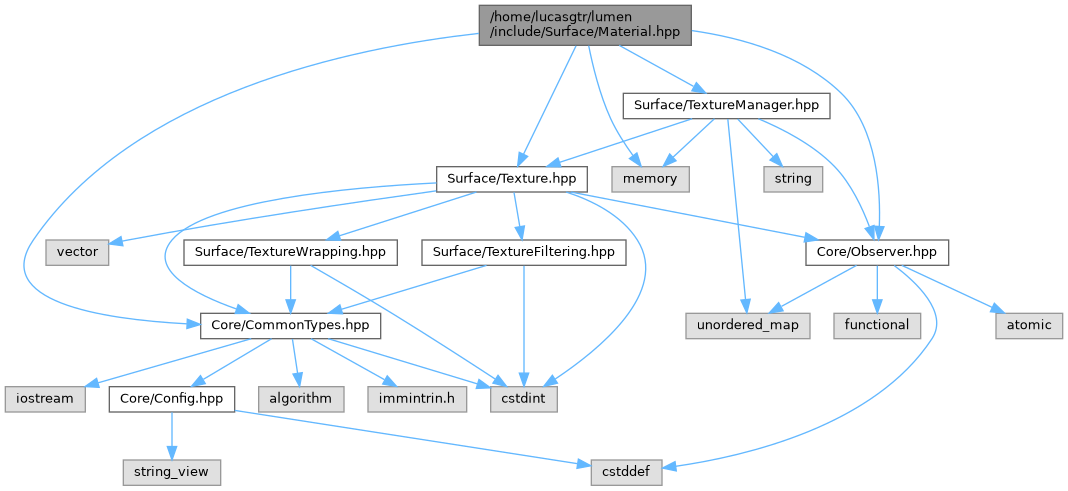 /home/lucasgtr/lumen
/include/Surface/Material.hpp
Surface/TextureManager.hpp
Surface/Texture.hpp
memory
string
vector
Surface/TextureWrapping.hpp
Surface/TextureFiltering.hpp
Core/Observer.hpp
Core/CommonTypes.hpp
unordered_map
functional
atomic
iostream
Core/Config.hpp
algorithm
immintrin.h
cstdint
string_view
cstddef